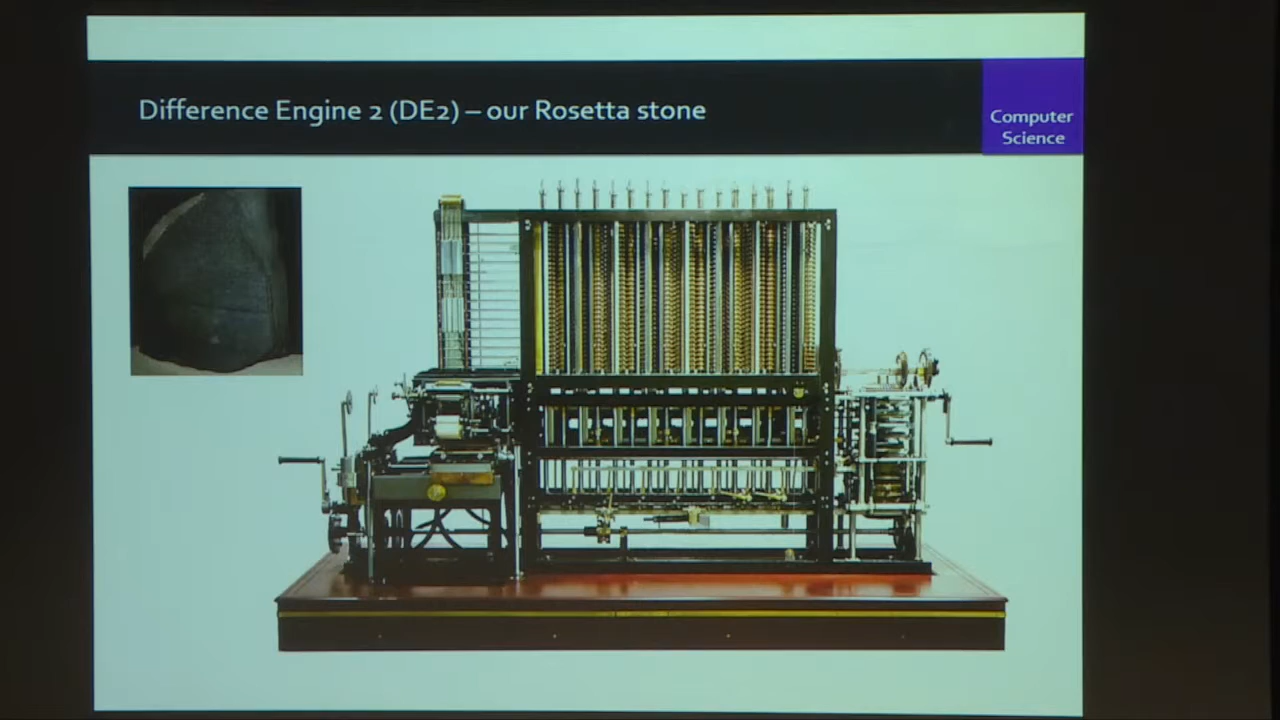 Difference Engine 2 (DE2) – our Rosetta stone
Computer
Science